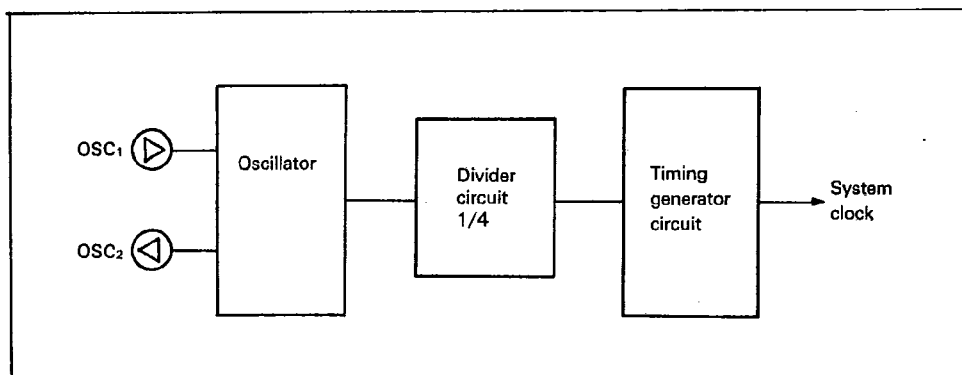 OSC₁
Oscillator
OSC₂
Divider
circuit
1/4
Timing
generator
circuit
System
clock